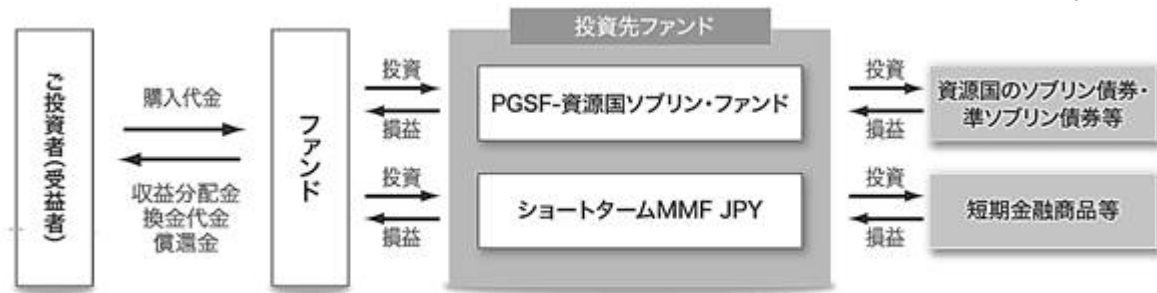 ご投資者(受益者)
購入代金
収益分配金
換金代金
償還金
ファンド
投資
損益
投資
損益
投資先ファンド
PGSF-資源国ソブリン・ファンド
ショートタームMMF JPY
投資
損益
投資
損益
資源国のソブリン債券・
準ソブリン債券等
短期金融商品等